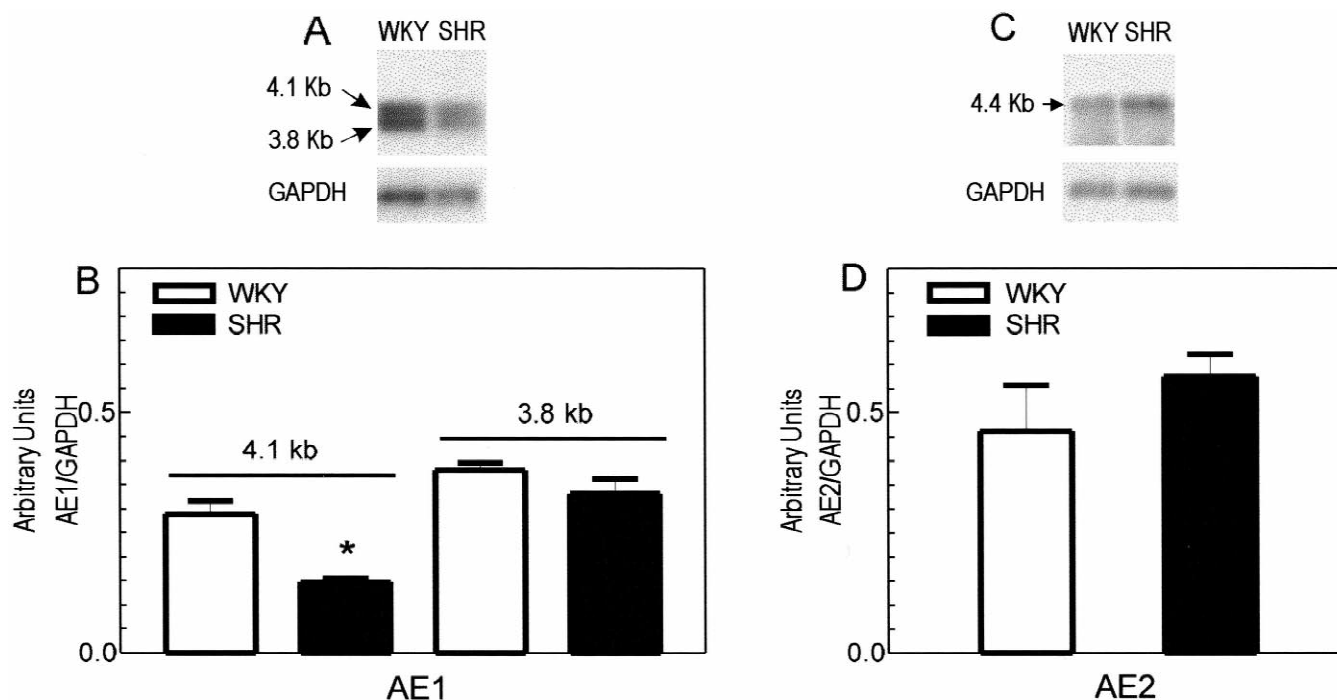 A
WKY SHR
4.1 Kb
3.8 Kb
GAPDH
C
WKY SHR
4.4 Kb
GAPDH
B
WKY
SHR
Arbitrary Units
AE1/GAPDH
0.5
0.0
4.1 kb
*
3.8 kb
AE1
D
WKY
SHR
Arbitrary Units
AE2/GAPDH
0.5
0.0
AE2